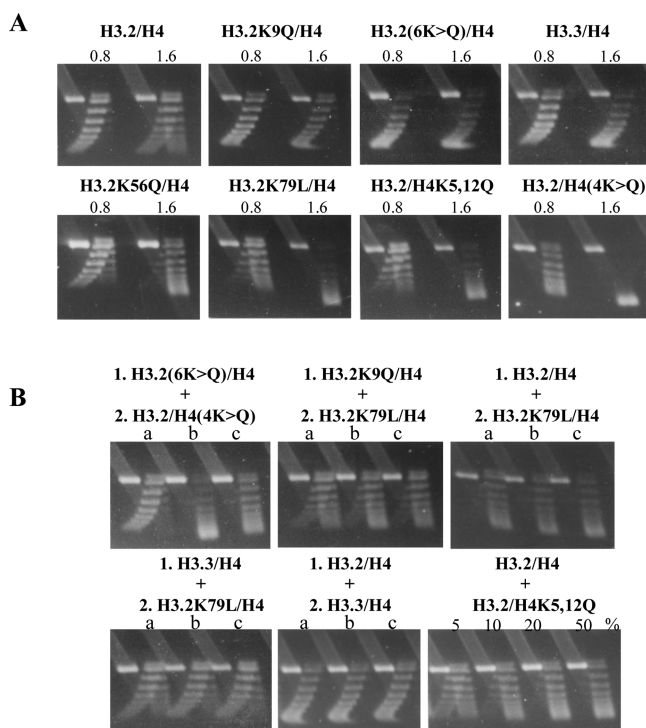 A
H3.2/H4 H3.2K9Q/H4 H3.2(6K>Q)/H4 H3.3/H4
0.8 1.6 0.8 1.6 0.8 1.6 0.8 1.6
H3.2K56Q/H4 H3.2K79L/H4 H3.2/H4K5,12Q H3.2/H4(4K>Q)
0.8 1.6 0.8 1.6 0.8 1.6 0.8 1.6
B
1. H3.2(6K>Q)/H4 1. H3.2K9Q/H4 1. H3.2/H4
+ + +
2. H3.2/H4(4K>Q) 2. H3.2K79L/H4 2. H3.2K79L/H4
a b c a b c a b c
1. H3.3/H4 1. H3.2/H4 H3.2/H4
+ + +
2. H3.2K79L/H4 2. H3.3/H4 H3.2/H4K5,12Q
a b c a b c 5 10 20 50 %